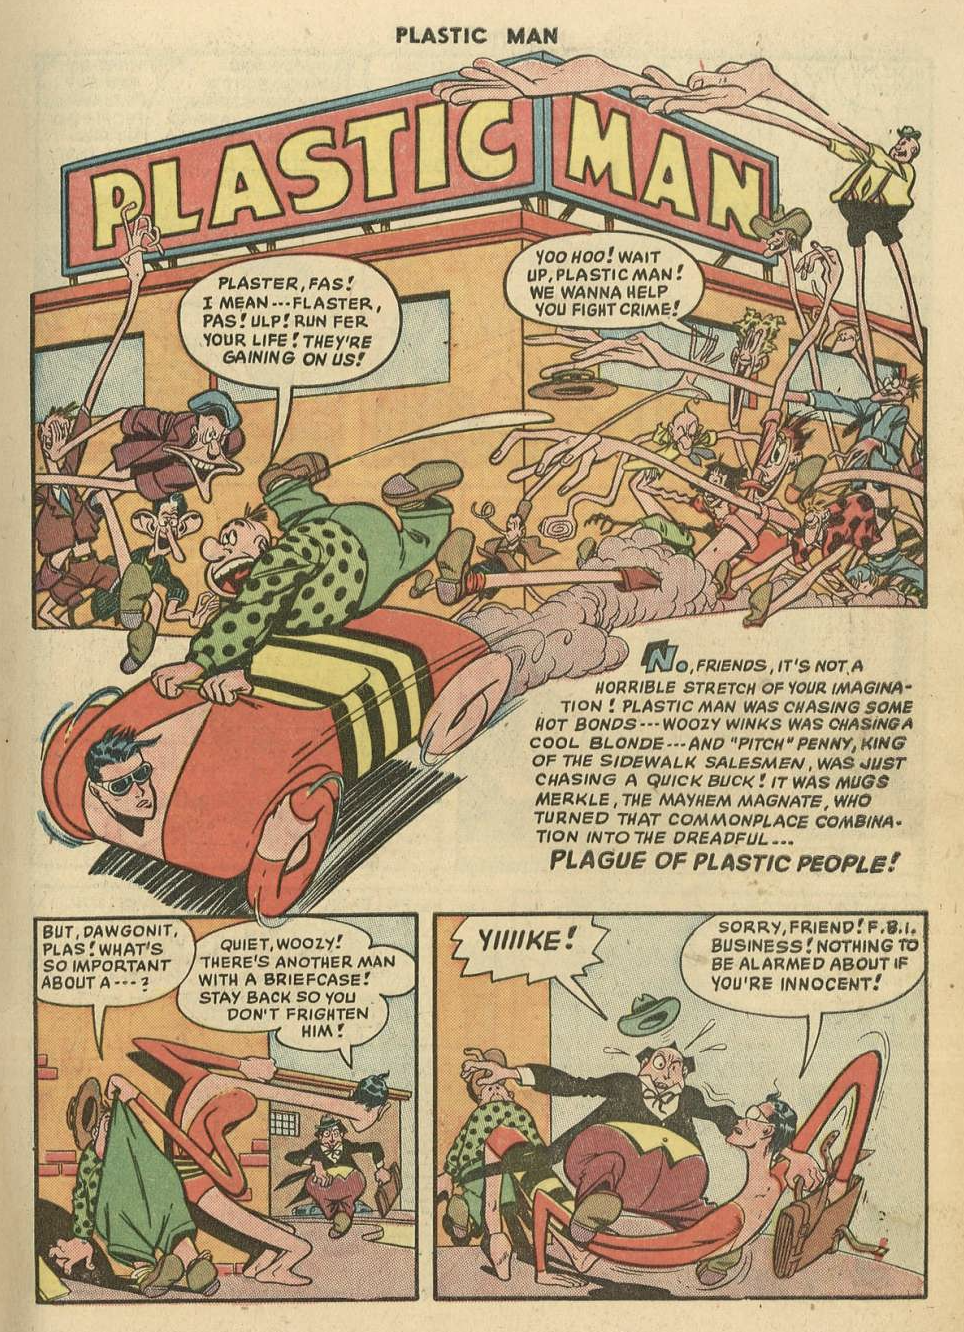 PLASTIC MAN
PLASTIC MAN
PLASTER, FAS!
I MEAN---FLASTER,
PAS! ULP! RUN FER
YOUR LIFE! THEY'RE
GAINING ON US!
YOO HOO! WAIT
UP, PLASTIC MAN!
WE WANNA HELP
YOU FIGHT CRIME!
No, FRIENDS, IT'S NOT A
HORRIBLE STRETCH OF YOUR IMAGINA-
TION! PLASTIC MAN WAS CHASING SOME
HOT BONDS---WOOZY WINKS WAS CHASING A
COOL BLONDE---AND "PITCH" PENNY, KING
OF THE SIDEWALK SALESMEN, WAS JUST
CHASING A QUICK BUCK! IT WAS MUGS
MERKLE, THE MAYHEM MAGNATE, WHO
TURNED THAT COMMONPLACE COMBINA-
TION INTO THE DREADFUL...
PLAGUE OF PLASTIC PEOPLE!
BUT, DAWGONIT,
PLAS! WHAT'S
SO IMPORTANT
ABOUT A---?
QUIET, WOOZY!
THERE'S ANOTHER MAN
WITH A BRIEFCASE!
STAY BACK SO YOU
DON'T FRIGHTEN
HIM!
YIIIIKE!
SORRY, FRIEND! F.B.I.
BUSINESS! NOTHING TO
BE ALARMED ABOUT IF
YOU'RE INNOCENT!